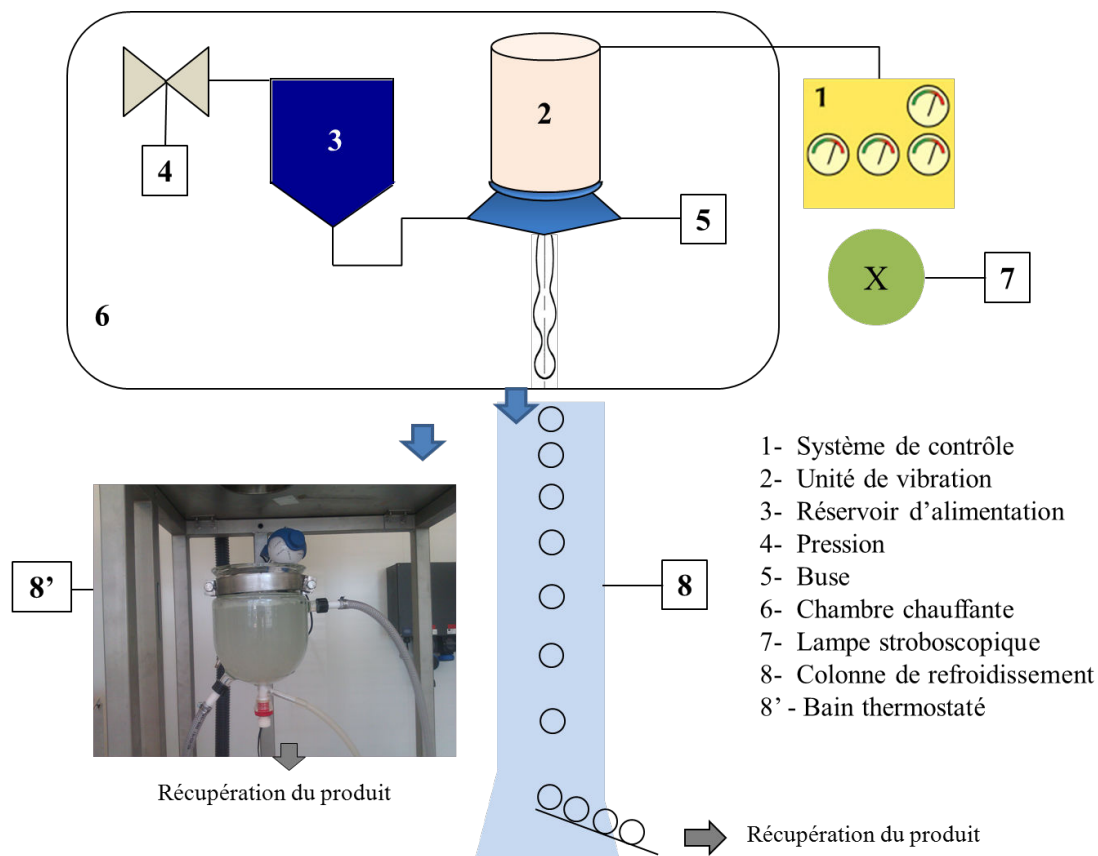 1
2
3
4
5
6
X
7
1- Système de contrôle
2- Unité de vibration
3- Réservoir d’alimentation
4- Pression
5- Buse
6- Chambre chauffante
7- Lampe stroboscopique
8- Colonne de refroidissement
8’ - Bain thermostaté
8’
8
Récupération du produit
Récupération du produit